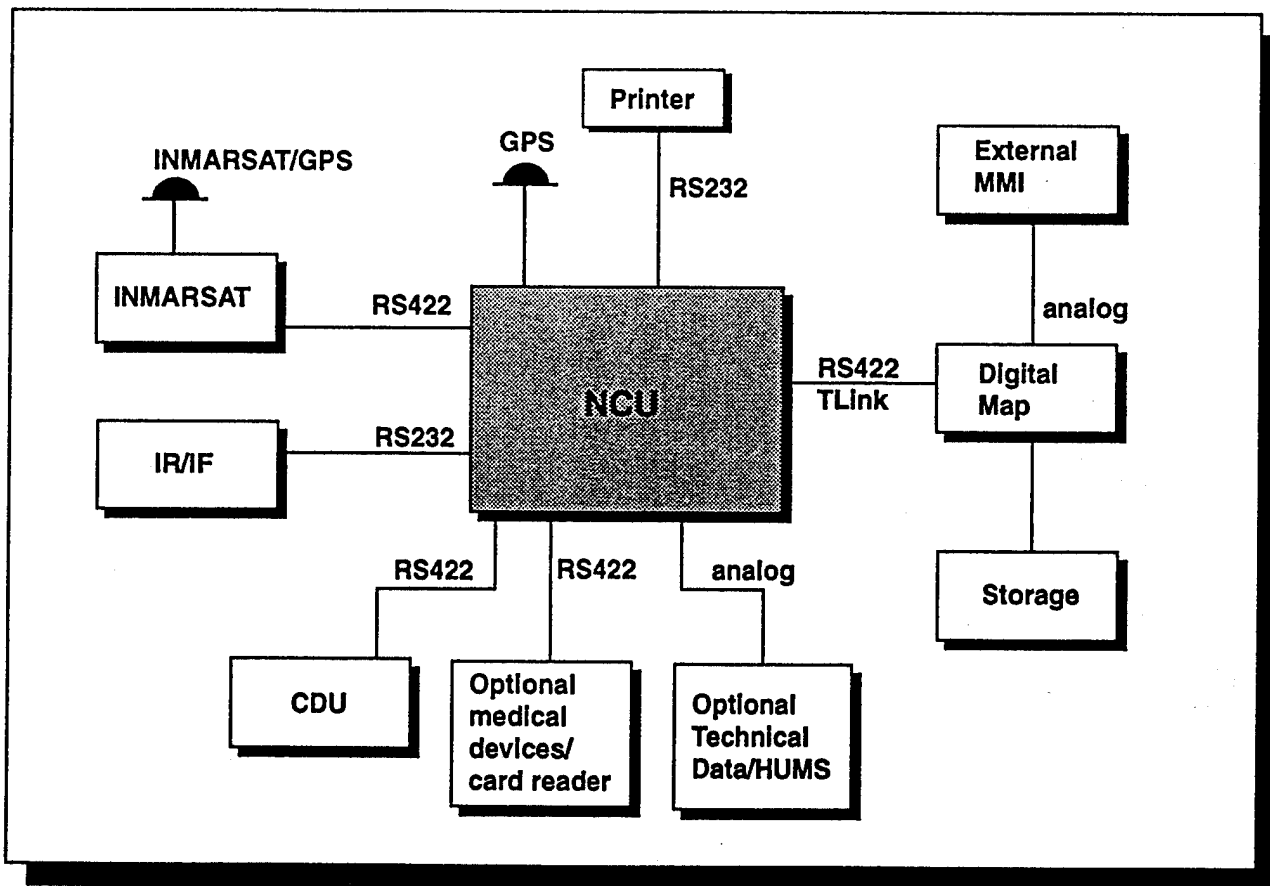 Printer
GPS
INMARSAT/GPS
External
MMI
RS232
INMARSAT
RS422
analog
RS422
TLink
Digital
Map
NCU
RS232
IR/IF
RS422
RS422
analog
Storage
CDU
Optional
medical
devices/
card reader
Optional
Technical
Data/HUMS